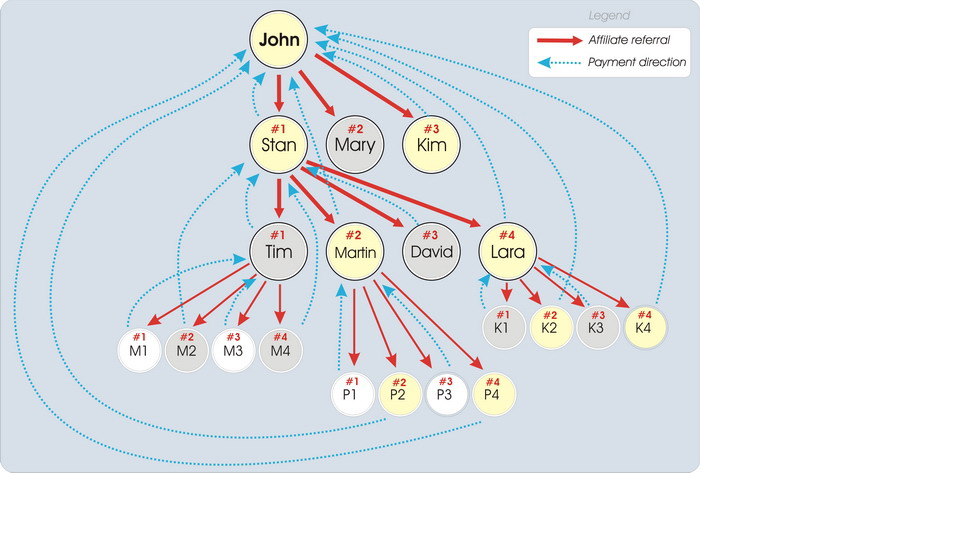 Legend
Affiliate referral
Payment direction
John
#1
Stan
#2
Mary
#3
Kim
#1
Tim
#2
Martin
#3
David
#4
Lara
#1
K1
#2
K2
#3
K3
#4
K4
#1
M1
#2
M2
#3
M3
#4
M4
#1
P1
#2
P2
#3
P3
#4
P4